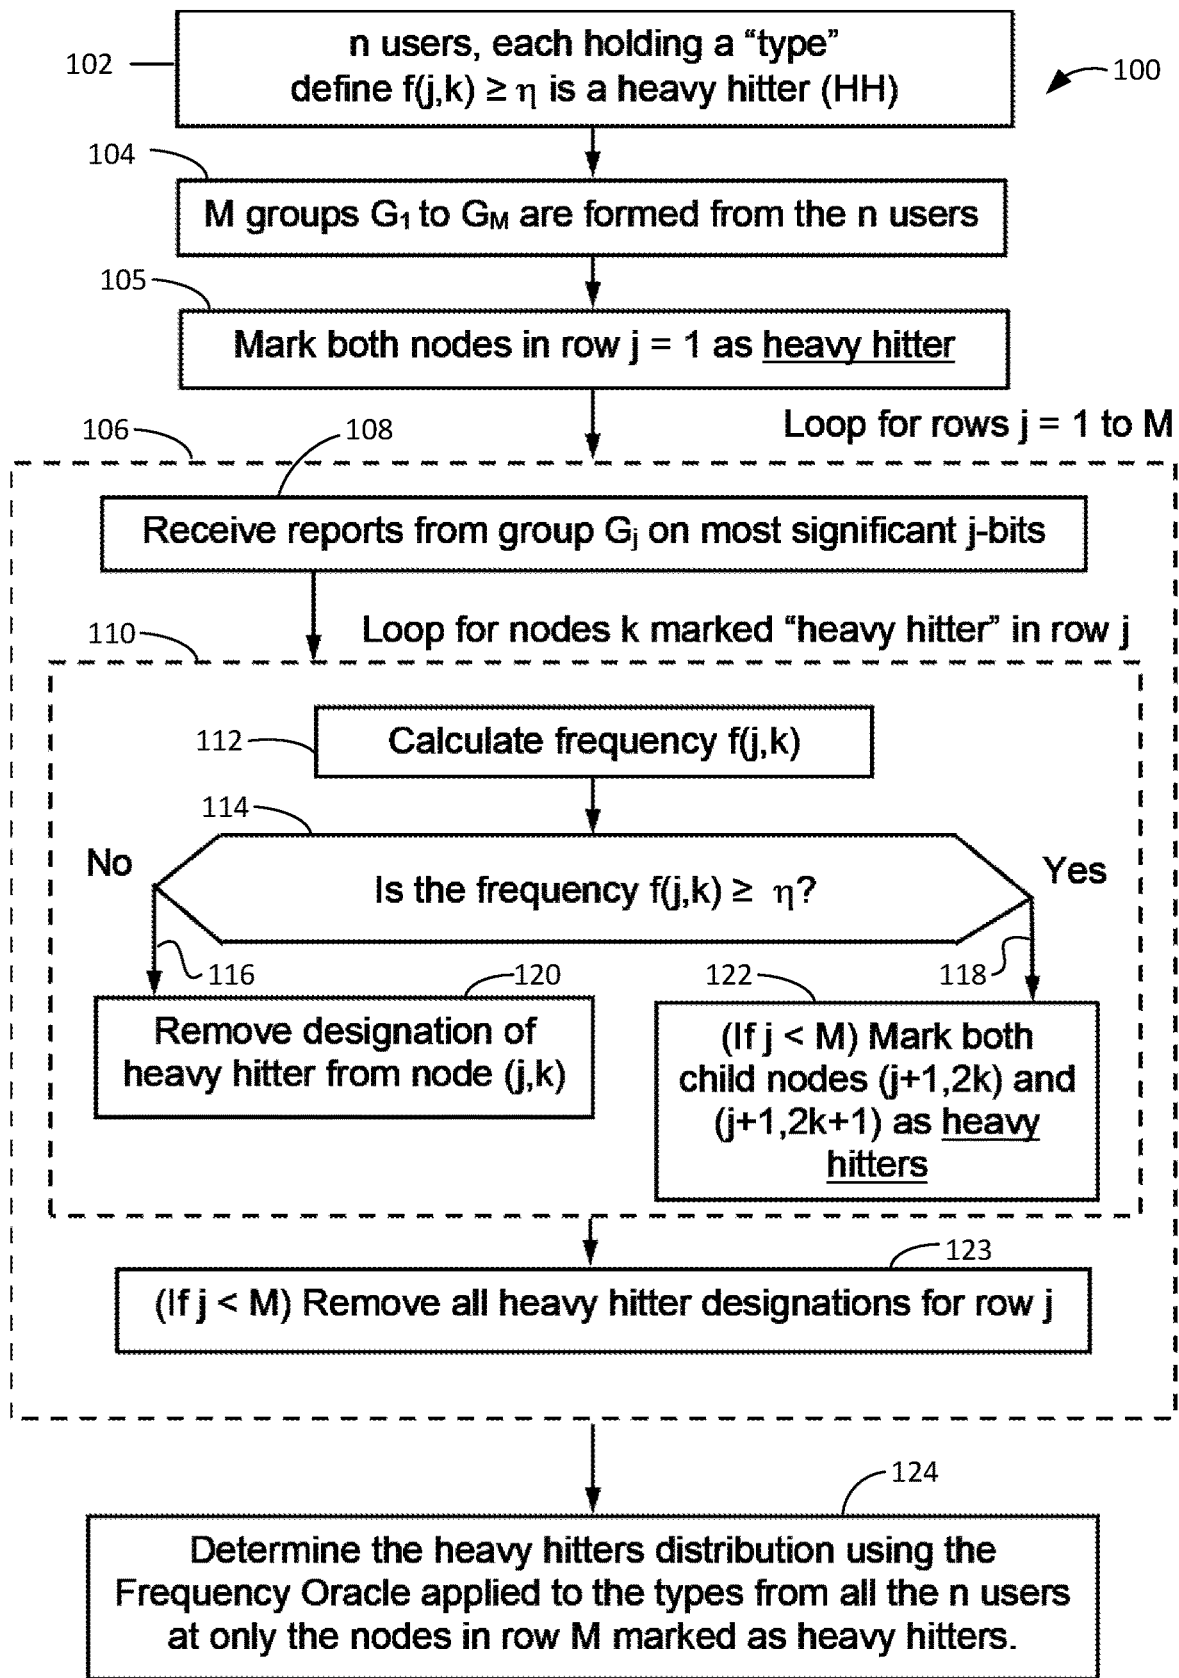 n users, each holding a “type”
define f(j,k) ≥ η is a heavy hitter (HH)
102
100
104
M groups G₁ to G_M are formed from the n users
105
Mark both nodes in row j = 1 as heavy hitter
Loop for rows j = 1 to M
106
108
Receive reports from group Gⱼ on most significant j-bits
110
Loop for nodes k marked “heavy hitter” in row j
112
Calculate frequency f(j,k)
114
No
Yes
Is the frequency f(j,k) ≥ η?
116
120
122
118
Remove designation of
heavy hitter from node (j,k)
(If j < M) Mark both
child nodes (j+1,2k) and
(j+1,2k+1) as heavy
hitters
123
(If j < M) Remove all heavy hitter designations for row j
124
Determine the heavy hitters distribution using the
Frequency Oracle applied to the types from all the n users
at only the nodes in row M marked as heavy hitters.